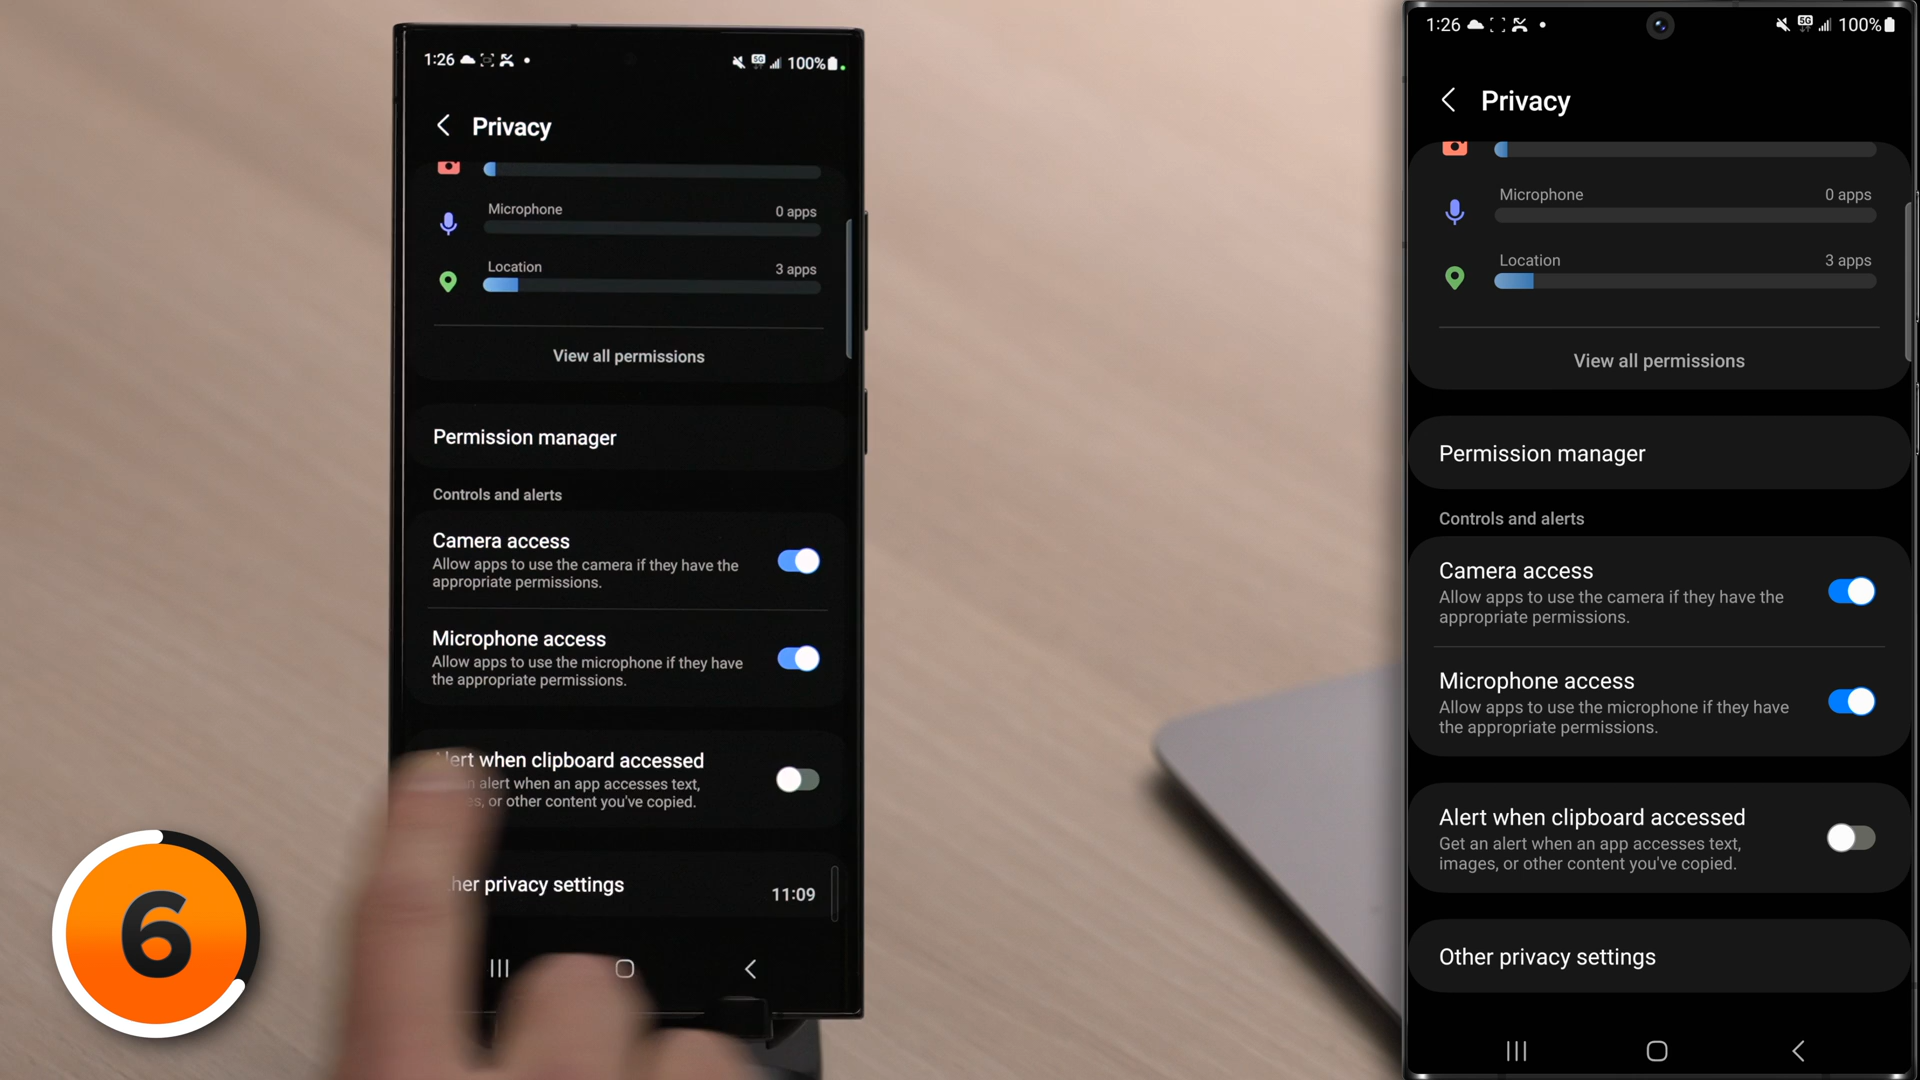 1:26
100%
Privacy
Microphone
0 apps
Location
3 apps
View all permissions
Permission manager
Controls and alerts
Camera access
Allow apps to use the camera if they have the
appropriate permissions.
Microphone access
Allow apps to use the microphone if they have
the appropriate permissions.
when clipboard accessed
alert when an app accesses text,
or other content you've copied.
privacy settings
11:09
6
1:26
5G
100%
Privacy
Microphone
0 apps
Location
3 apps
View all permissions
Permission manager
Controls and alerts
Camera access
Allow apps to use the camera if they have the
appropriate permissions.
Microphone access
Allow apps to use the microphone if they have
the appropriate permissions.
Alert when clipboard accessed
Get an alert when an app accesses text,
images, or other content you've copied.
Other privacy settings